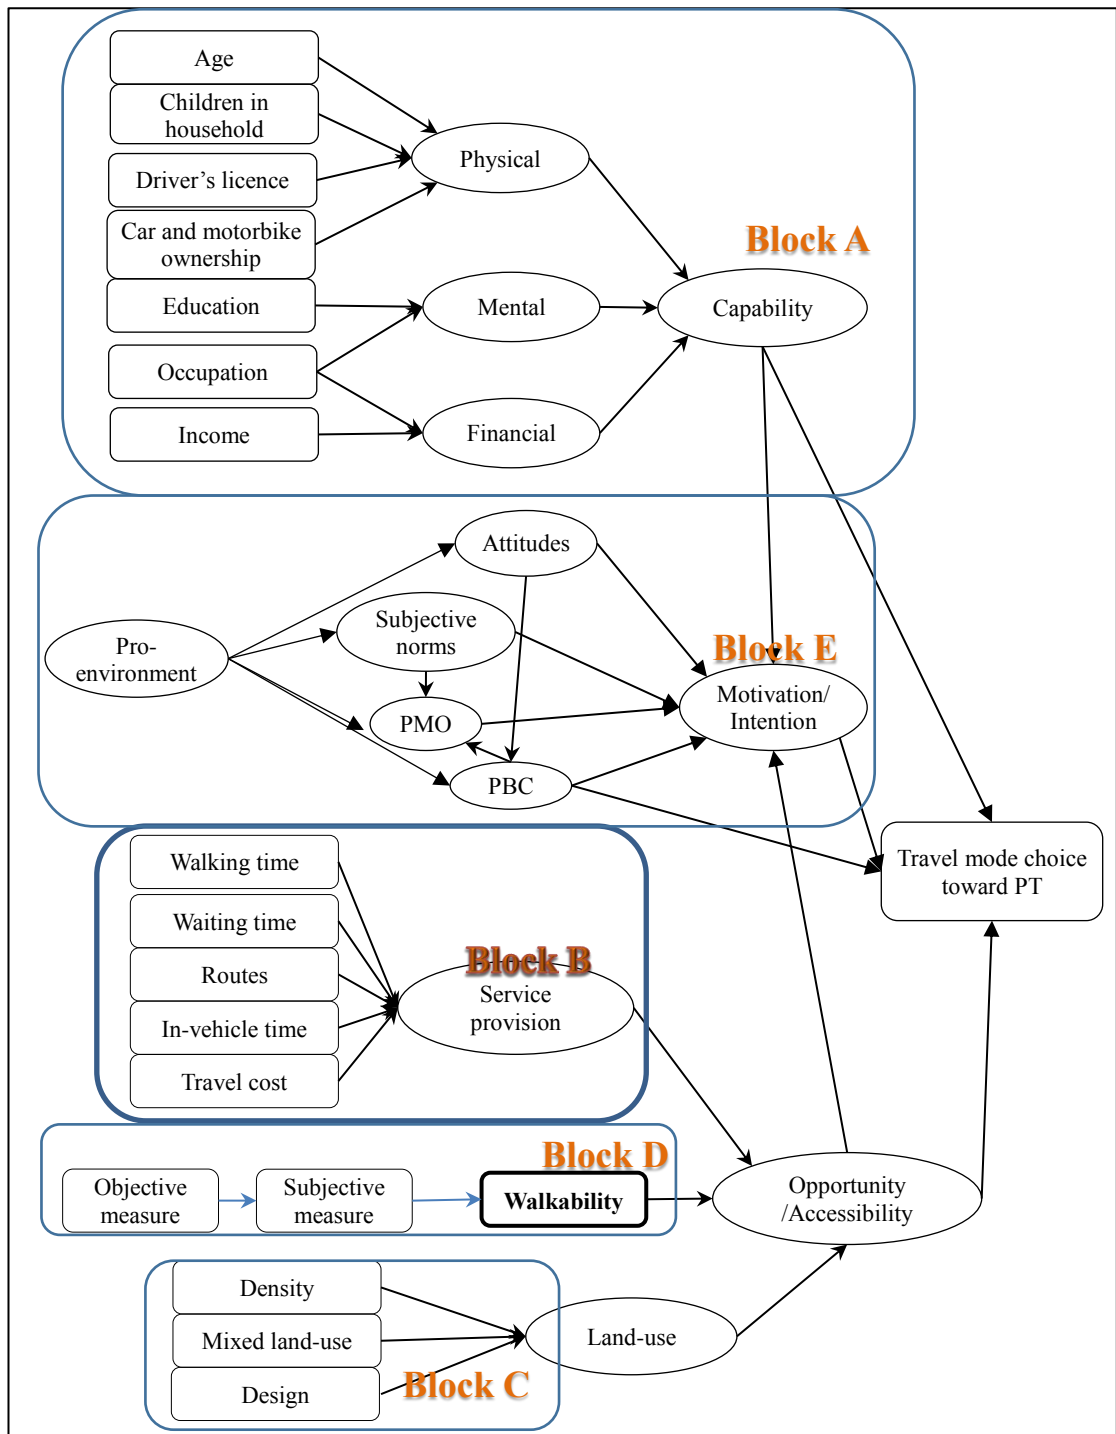 Age
Children in
household
Driver’s licence
Car and motorbike
ownership
Education
Occupation
Income
Physical
Mental
Financial
Block A
Capability
Pro-
environment
Attitudes
Subjective
norms
PMO
PBC
Block E
Motivation/
Intention
Travel mode choice
toward PT
Walking time
Waiting time
Routes
In-vehicle time
Travel cost
Block B
Service
provision
Block D
Objective
measure
Subjective
measure
Walkability
Opportunity
/Accessibility
Density
Mixed land-use
Design
Block C
Land-use